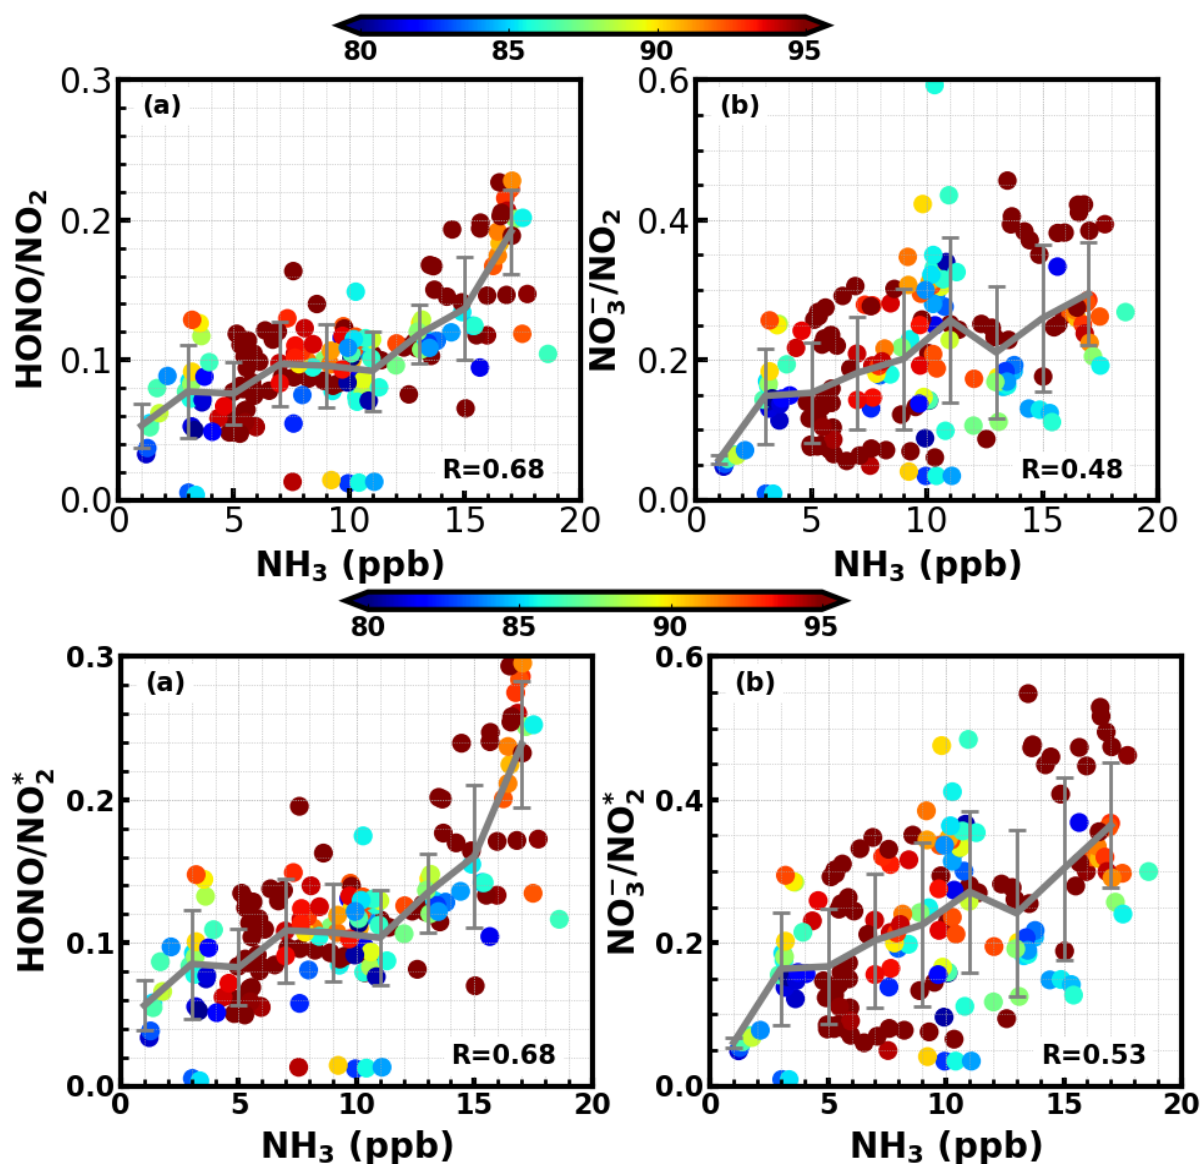 80 85 90 95
(a)
HONO/NO₂
0.3
0.2
0.1
0.0
R=0.68
0 5 10 15 20
NH₃ (ppb)
(b)
NO₃⁻/NO₂
0.6
0.4
0.2
0.0
R=0.48
0 5 10 15 20
NH₃ (ppb)
80 85 90 95
(a)
HONO/NO₂*
0.3
0.2
0.1
0.0
R=0.68
0 5 10 15 20
NH₃ (ppb)
(b)
NO₃⁻/NO₂*
0.6
0.4
0.2
0.0
R=0.53
0 5 10 15 20
NH₃ (ppb)